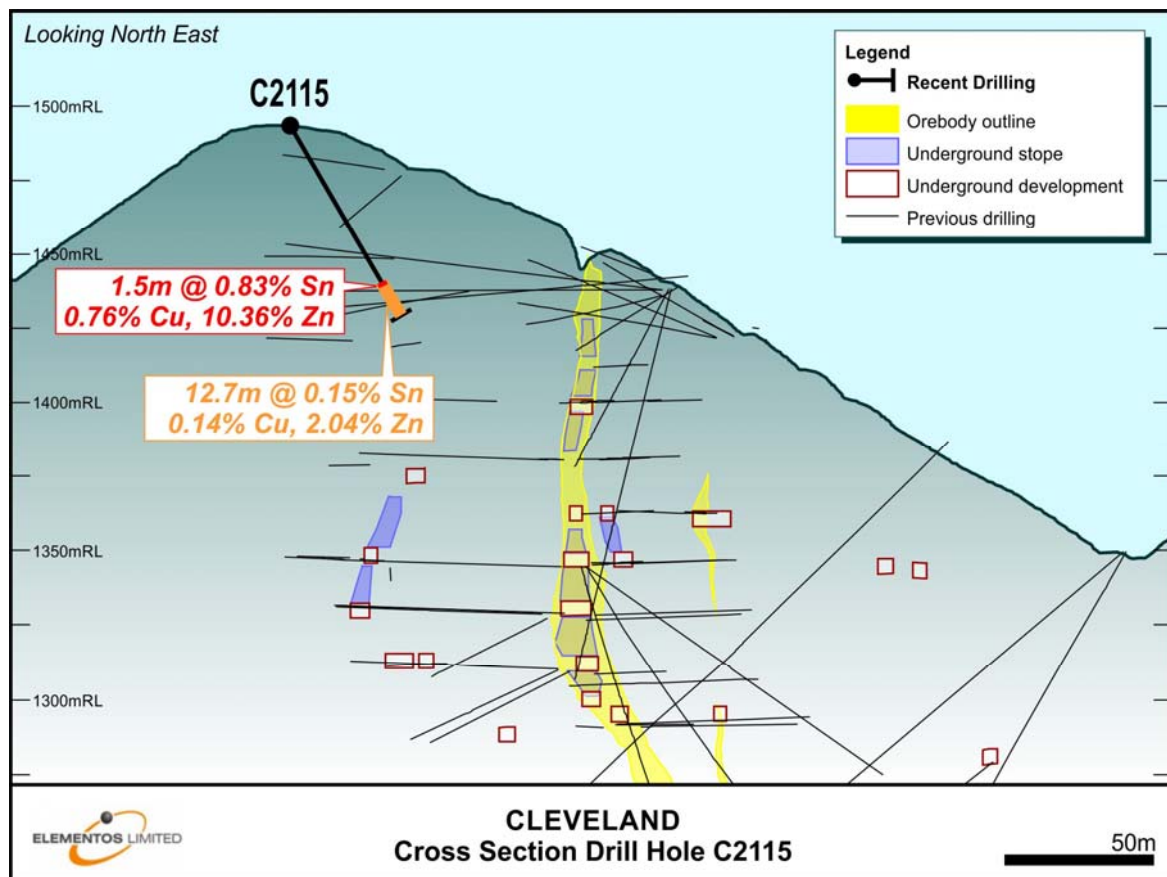 Looking North East
C2115
1500mRL
1450mRL
1400mRL
1350mRL
1300mRL
1.5m @ 0.83% Sn
0.76% Cu, 10.36% Zn
12.7m @ 0.15% Sn
0.14% Cu, 2.04% Zn
Legend
Recent Drilling
Orebody outline
Underground stope
Underground development
Previous drilling
ELEMENTOS LIMITED
CLEVELAND
Cross Section Drill Hole C2115
50m